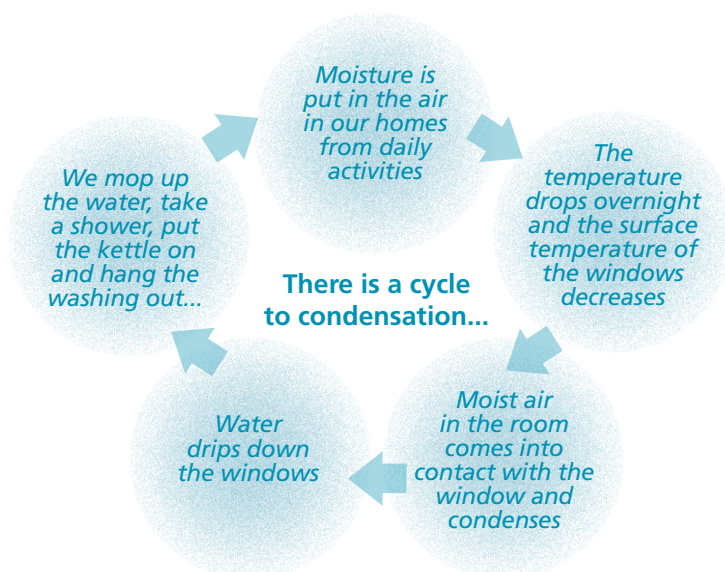 Moisture is
put in the air
in our homes
from daily
activities
The
temperature
drops overnight
and the surface
temperature of
the windows
decreases
Moist air
in the room
comes into
contact with the
window and
condenses
Water
drips down
the windows
We mop up
the water, take
a shower, put
the kettle on
and hang the
washing out...
There is a cycle
to condensation...